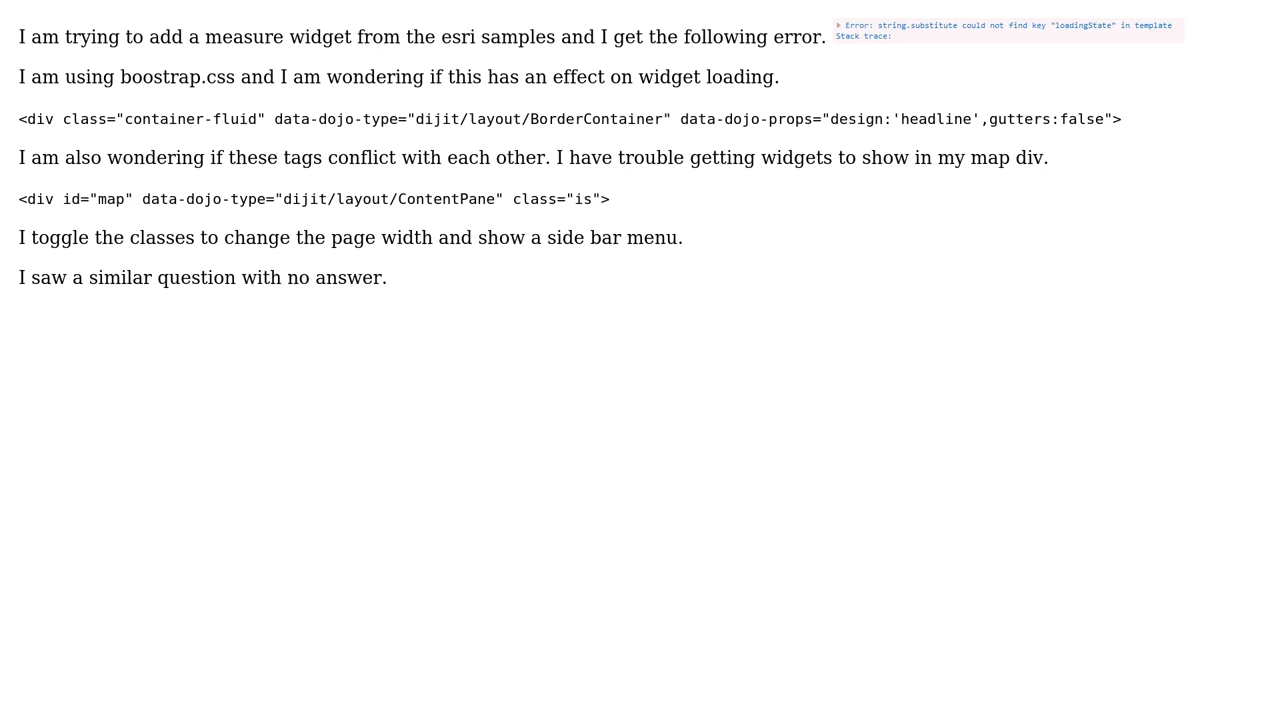 I am trying to add a measure widget from the esri samples and I get the following error.
Error: string.substitute could not find key "loadingState" in template
Stack trace:
I am using boostrap.css and I am wondering if this has an effect on widget loading.
<div class="container-fluid" data-dojo-type="dijit/layout/BorderContainer" data-dojo-props="design:'headline',gutters:false">
I am also wondering if these tags conflict with each other. I have trouble getting widgets to show in my map div.
<div id="map" data-dojo-type="dijit/layout/ContentPane" class="is">
I toggle the classes to change the page width and show a side bar menu.
I saw a similar question with no answer.